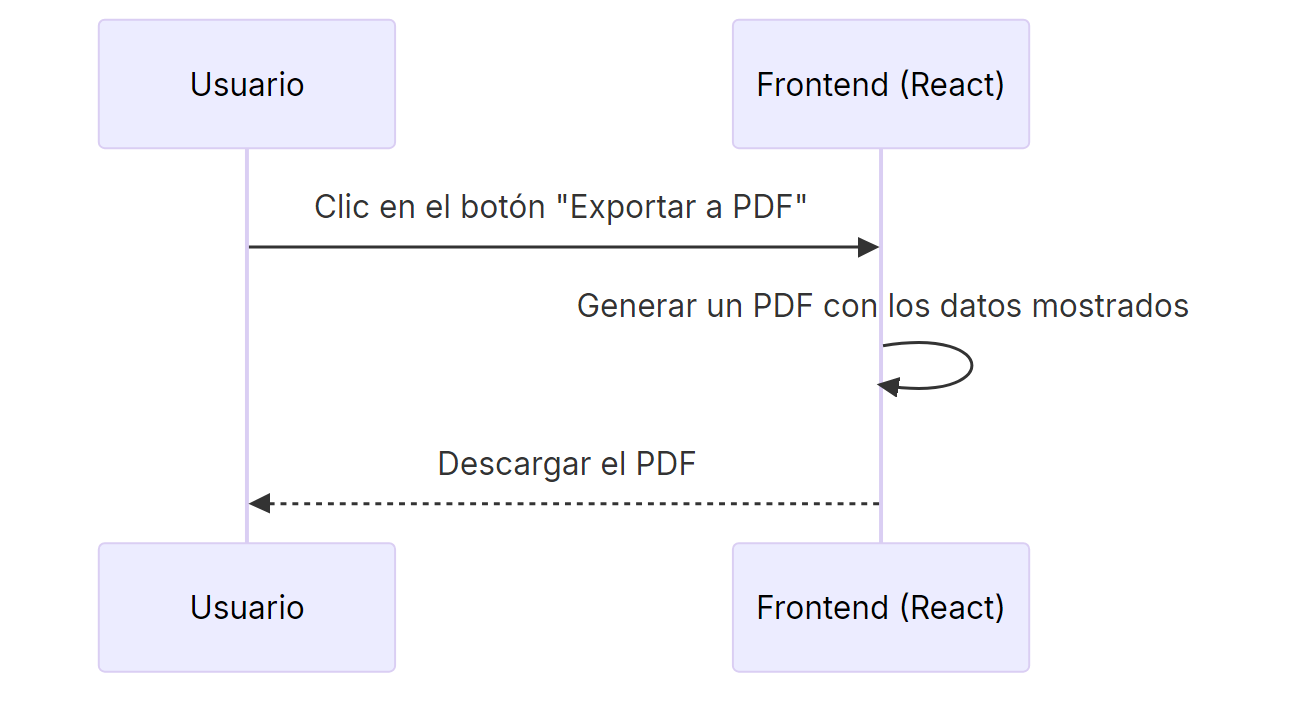 Usuario
Frontend (React)
Clic en el botón "Exportar a PDF"
Generar un PDF con los datos mostrados
Descargar el PDF
Usuario
Frontend (React)